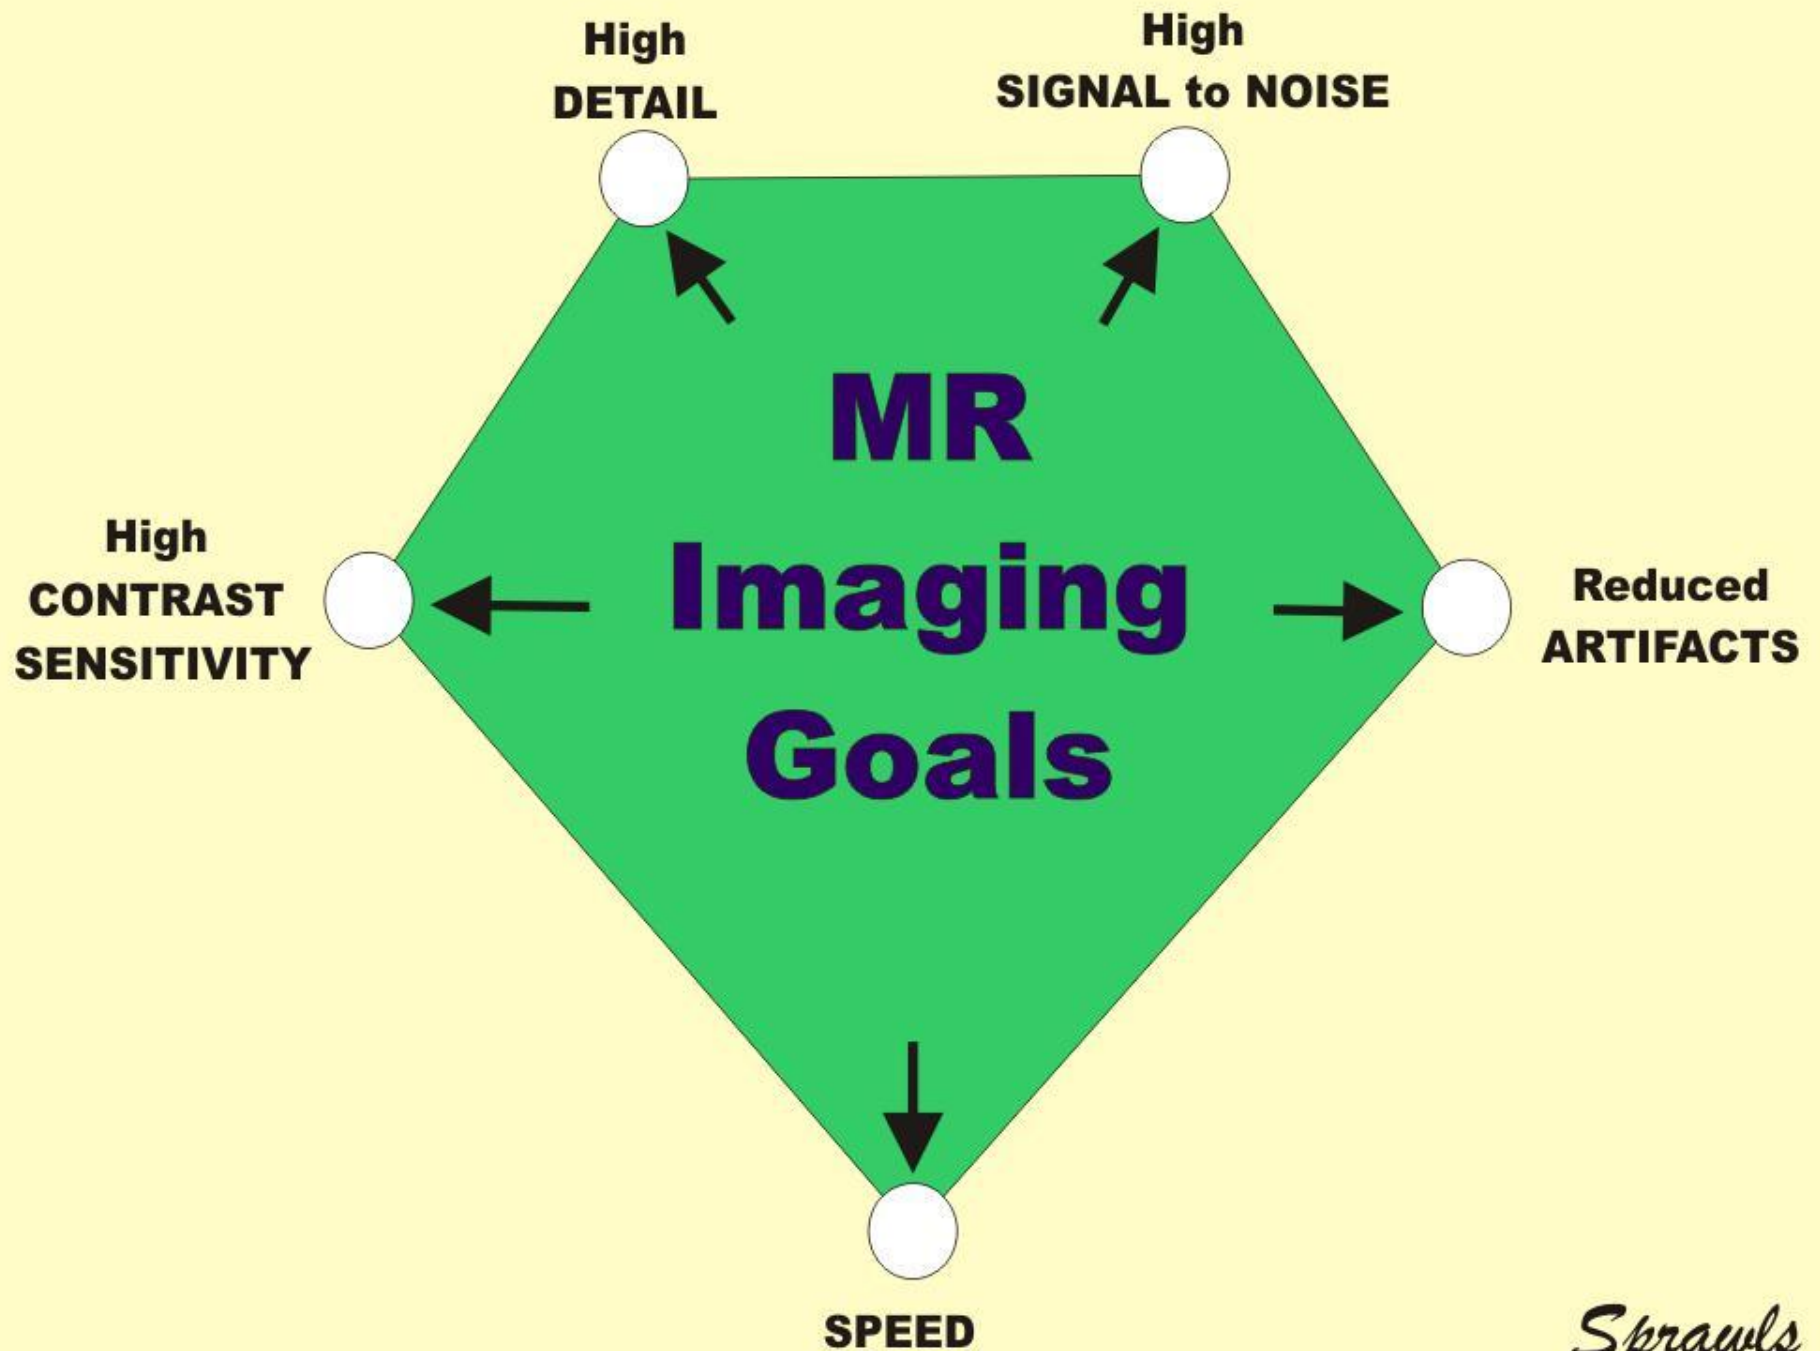 High
DETAIL
High
SIGNAL to NOISE
MR
Imaging
Goals
High
CONTRAST
SENSITIVITY
Reduced
ARTIFACTS
SPEED
Sprawls